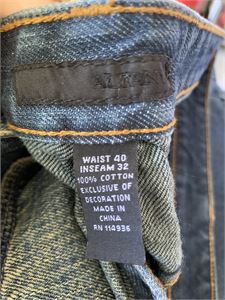 WAIST 40
INSEAM 32
100% COTTON
EXCLUSIVE OF
DECORATION
MADE IN
CHINA
RN 114936